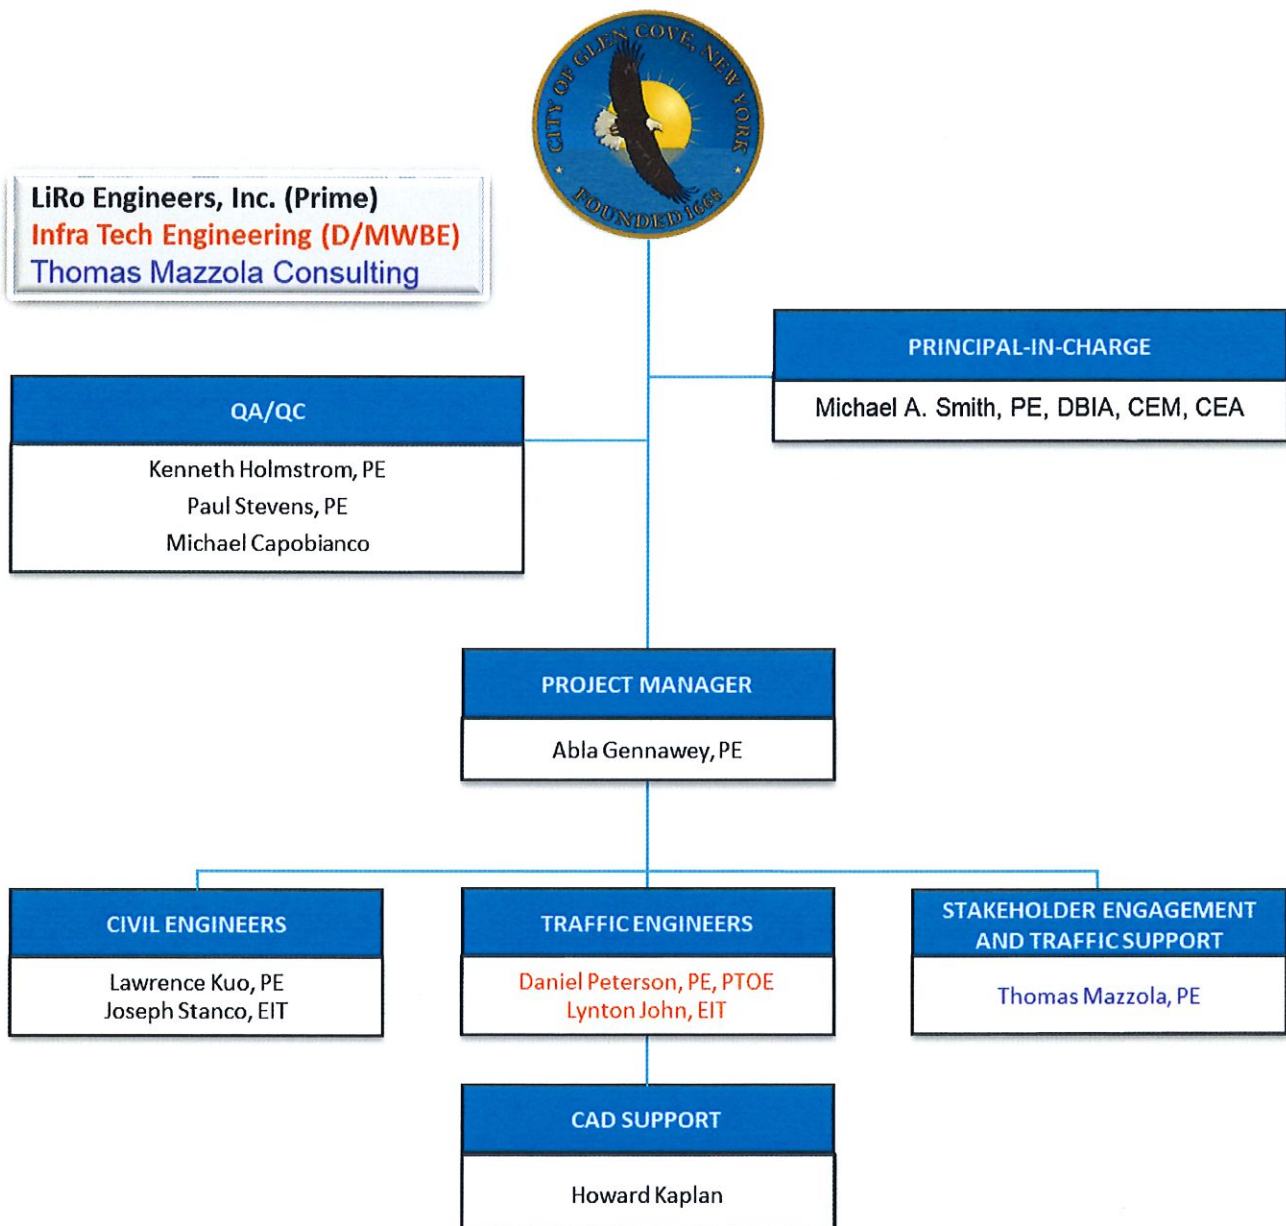 CITY OF GLEN COVE, NEW YORK
FOUNDED 1668
LiRo Engineers, Inc. (Prime)
Infra Tech Engineering (D/MWBE)
Thomas Mazzola Consulting
PRINCIPAL-IN-CHARGE
Michael A. Smith, PE, DBIA, CEM, CEA
QA/QC
Kenneth Holmstrom, PE
Paul Stevens, PE
Michael Capobianco
PROJECT MANAGER
Abla Gennawey, PE
CIVIL ENGINEERS
Lawrence Kuo, PE
Joseph Stanco, EIT
TRAFFIC ENGINEERS
Daniel Peterson, PE, PTOE
Lynton John, EIT
STAKEHOLDER ENGAGEMENT
AND TRAFFIC SUPPORT
Thomas Mazzola, PE
CAD SUPPORT
Howard Kaplan